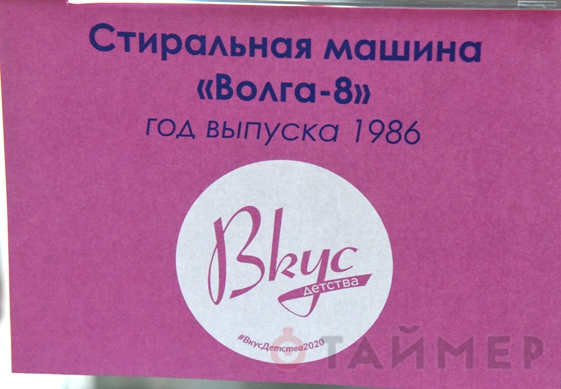 Стиральная машина
«Волга-8»
год выпуска 1986
Вкус
детства
#ВкусДетства2020
ТАЙМЕР